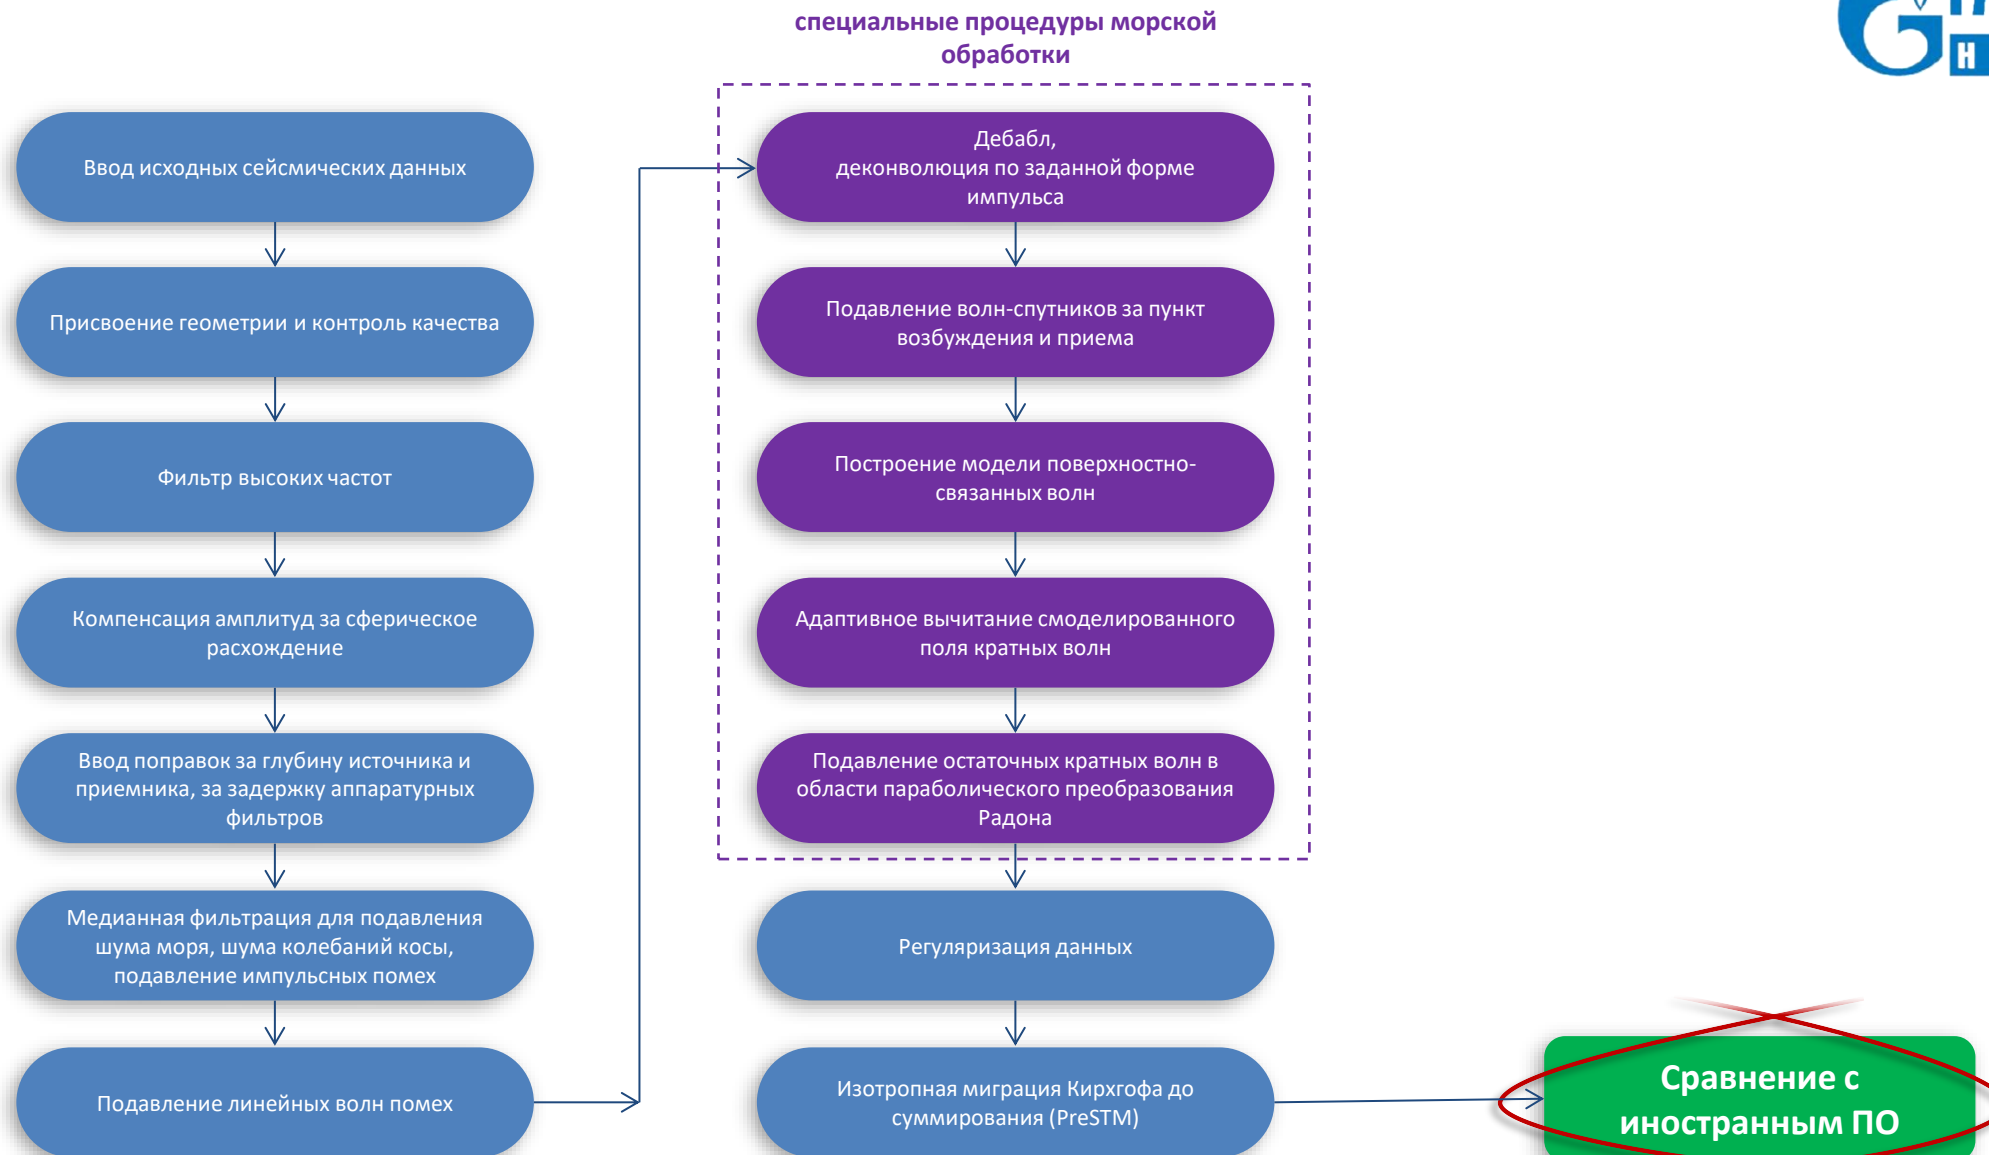 специальные процедуры морской
обработки
Н
Ввод исходных сейсмических данных
Присвоение геометрии и контроль качества
Фильтр высоких частот
Компенсация амплитуд за сферическое
расхождение
Ввод поправок за глубину источника и
приемника, за задержку аппаратурных
фильтров
Медианная фильтрация для подавления
шума моря, шума колебаний косы,
подавление импульсных помех
Подавление линейных волн помех
Дебабл,
деконволюция по заданной форме
импульса
Подавление волн-спутников за пункт
возбуждения и приема
Построение модели поверхностно-
связанных волн
Адаптивное вычитание смоделированного
поля кратных волн
Подавление остаточных кратных волн в
области параболического преобразования
Радона
Регуляризация данных
Изотропная миграция Кирхгофа до
суммирования (PreSTM)
Сравнение с
иностранным ПО